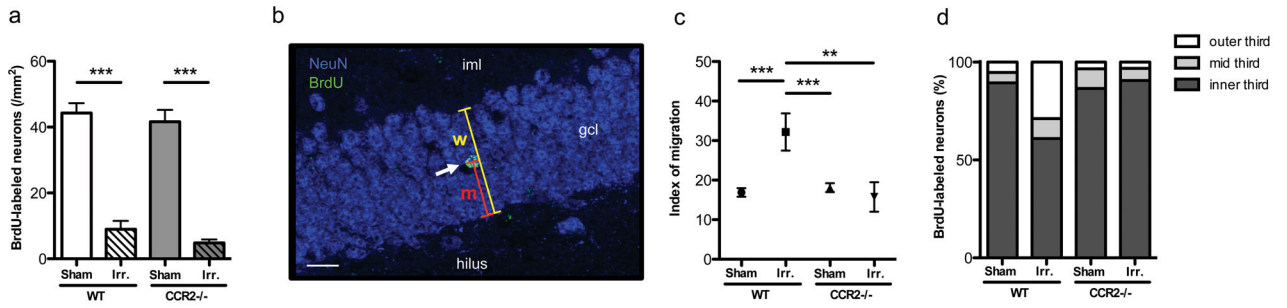 a
BrdU-labeled neurons (/mm²)
60
40
20
0
***
***
Sham
Irr.
Sham
Irr.
WT
CCR2-/-
b
NeuN
BrdU
iml
gcl
w
m
hilus
c
Index of migration
50
40
30
20
10
0
**
***
***
Sham
Irr.
Sham
Irr.
WT
CCR2-/-
d
BrdU-labeled neurons (%)
100
50
0
Sham
Irr.
Sham
Irr.
WT
CCR2-/-
outer third
mid third
inner third